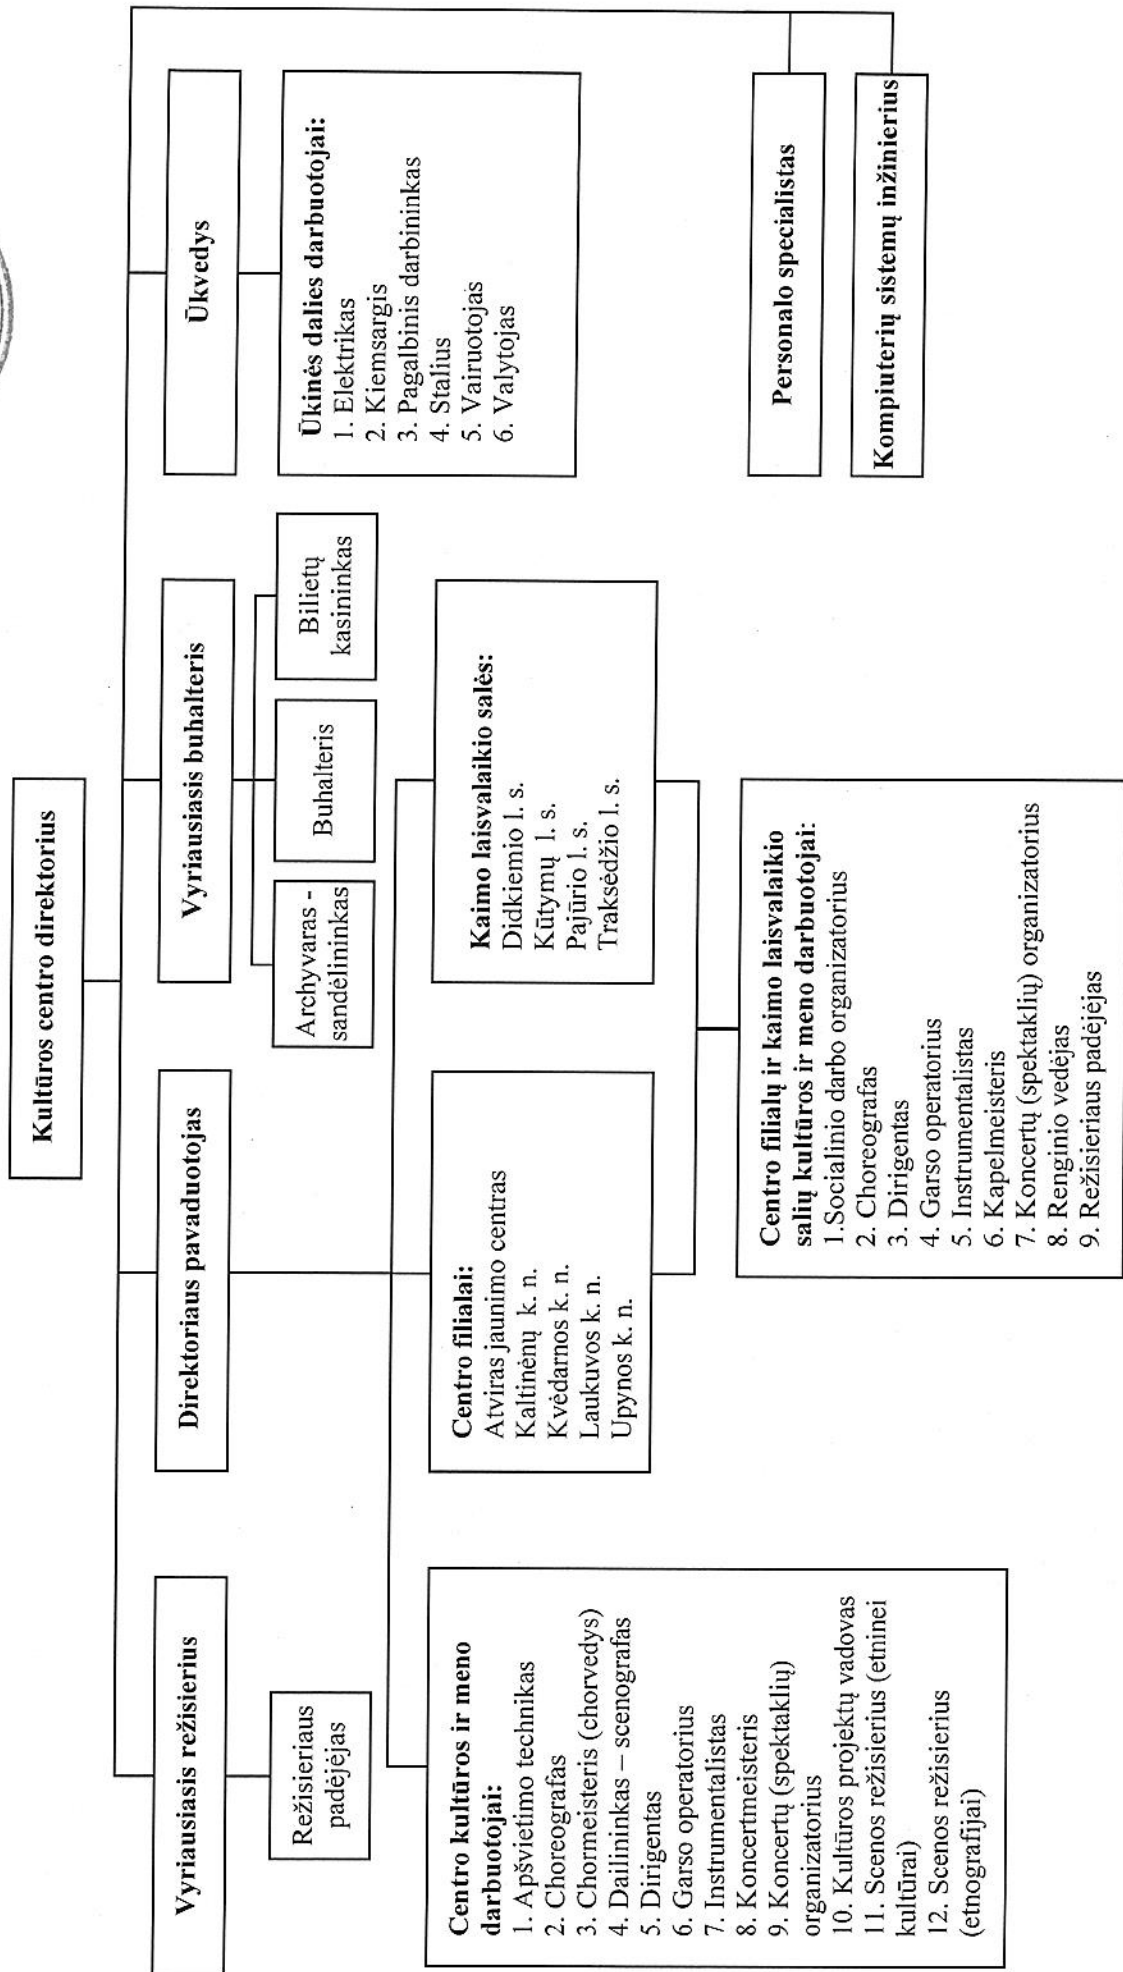 Kultūros centro direktorius
Vyriausiasis režisierius
Direktoriaus pavaduotojas
Vyriausiasis buhalteris
Ūkvedys
Režisieriaus
padėjėjas
Archyvaras -
sandėlininkas
Buhalteris
Bilietų
kasininkas
Ūkinės dalies darbuotojai:
1. Elektrikas
2. Kiemsargis
3. Pagalbinis darbininkas
4. Stalius
5. Vairuotojas
6. Valytojas
Centro kultūros ir meno
darbuotojai:
1. Apšvietimo technikas
2. Choreografas
3. Chormeisteris (chorvedys)
4. Dailininkas – scenografas
5. Dirigentas
6. Garso operatorius
7. Instrumentalistas
8. Koncertmeisteris
9. Koncertų (spektaklių)
organizatorius
10. Kultūros projektų vadovas
11. Scenos režisierius (etninei
kultūrai)
12. Scenos režisierius
(etnografijai)
Centro filialai:
Atviras jaunimo centras
Kaltinėnų k. n.
Kvėdarnos k. n.
Laukuvos k. n.
Upynos k. n.
Kaimo laisvalaikio salės:
Didkiemio l. s.
Kūtymų l. s.
Pajūrio l. s.
Traksėdžio l. s.
Centro filialų ir kaimo laisvalaikio
salių kultūros ir meno darbuotojai:
1.Socialinio darbo organizatorius
2. Choreografas
3. Dirigentas
4. Garso operatorius
5. Instrumentalistas
6. Kapelmeisteris
7. Koncertų (spektaklių) organizatorius
8. Renginio vedėjas
9. Režisieriaus padėjėjas
Personalo specialistas
Kompiuterių sistemų inžinierius